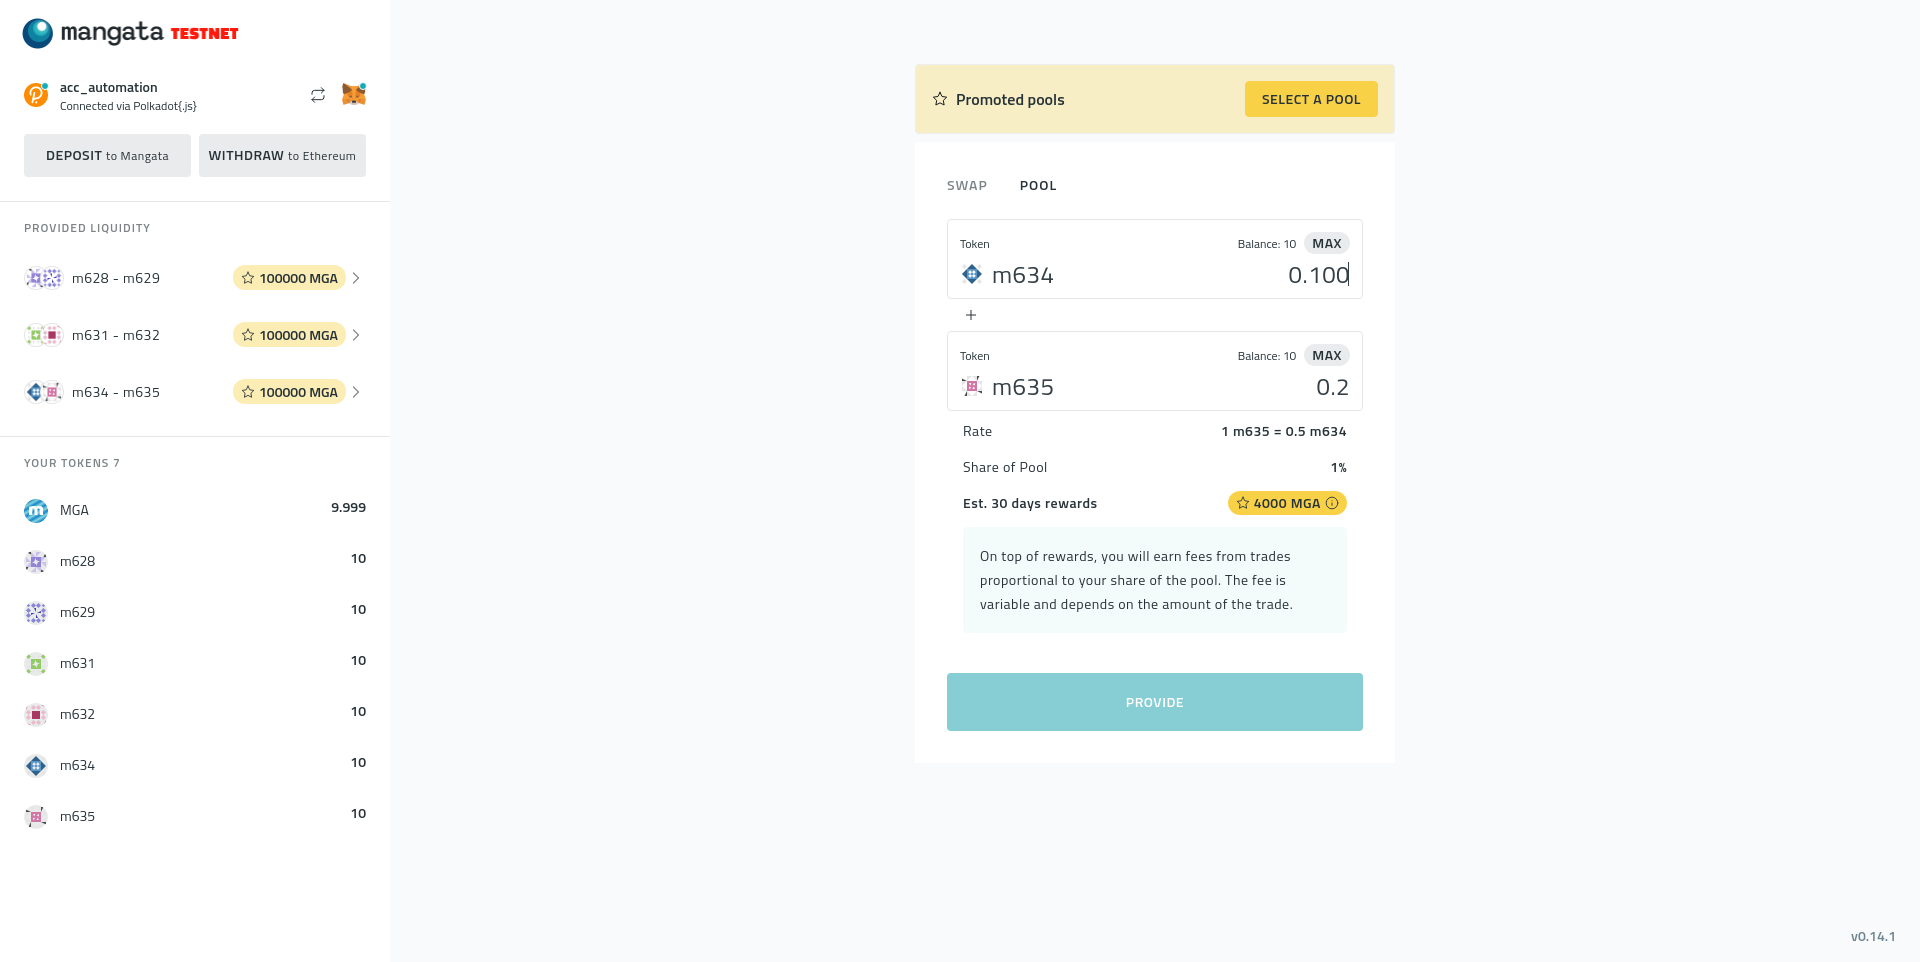 mangata TESTNET
acc_automation
Connected via Polkadot{.js}
DEPOSIT to Mangata
WITHDRAW to Ethereum
PROVIDED LIQUIDITY
m628 - m629 100000 MGA
m631 - m632 100000 MGA
m634 - m635 100000 MGA
YOUR TOKENS 7
MGA 9.999
m628 10
m629 10
m631 10
m632 10
m634 10
m635 10
Promoted pools SELECT A POOL
SWAP POOL
Token Balance: 10 MAX
m634 0.100
Token Balance: 10 MAX
m635 0.2
Rate 1 m635 = 0.5 m634
Share of Pool 1%
Est. 30 days rewards 4000 MGA
On top of rewards, you will earn fees from trades
proportional to your share of the pool. The fee is
variable and depends on the amount of the trade.
PROVIDE
v0.14.1